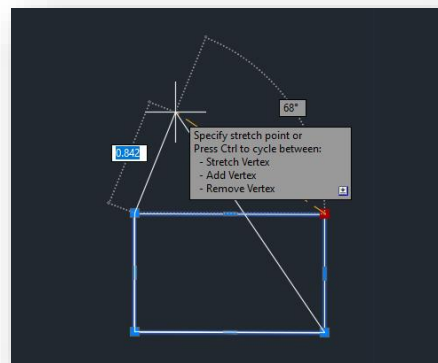 68°
0.842
Specify stretch point or
Press Ctrl to cycle between:
- Stretch Vertex
- Add Vertex
- Remove Vertex